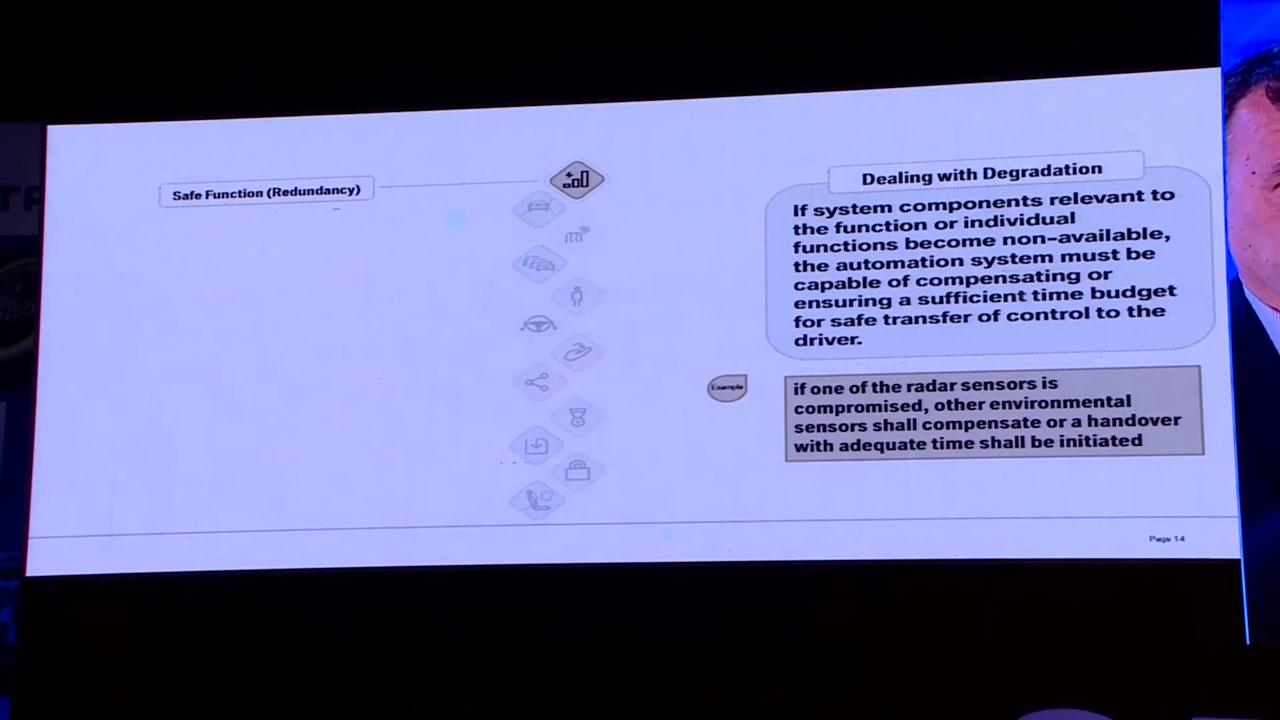 Safe Function (Redundancy)
Dealing with Degradation
If system components relevant to
the function or individual
functions become non-available,
the automation system must be
capable of compensating or
ensuring a sufficient time budget
for safe transfer of control to the
driver.
Example
if one of the radar sensors is
compromised, other environmental
sensors shall compensate or a handover
with adequate time shall be initiated
Page 14